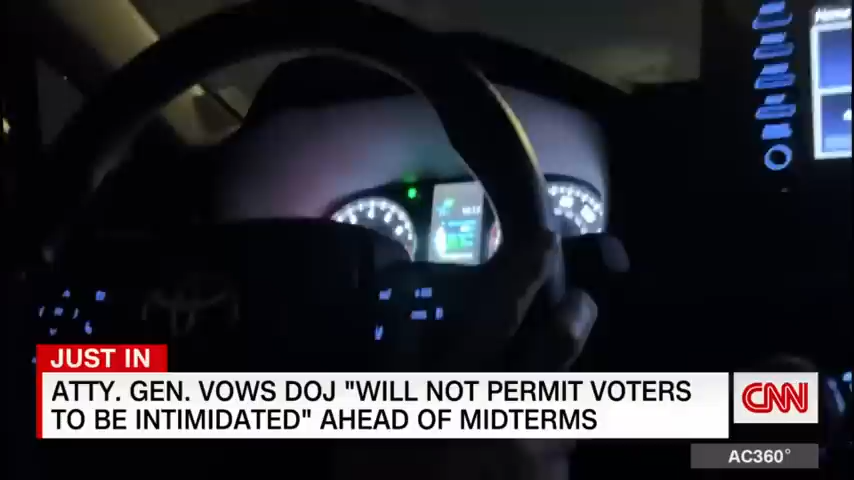 JUST IN
ATTY. GEN. VOWS DOJ "WILL NOT PERMIT VOTERS
TO BE INTIMIDATED" AHEAD OF MIDTERMS
CNN
AC360°